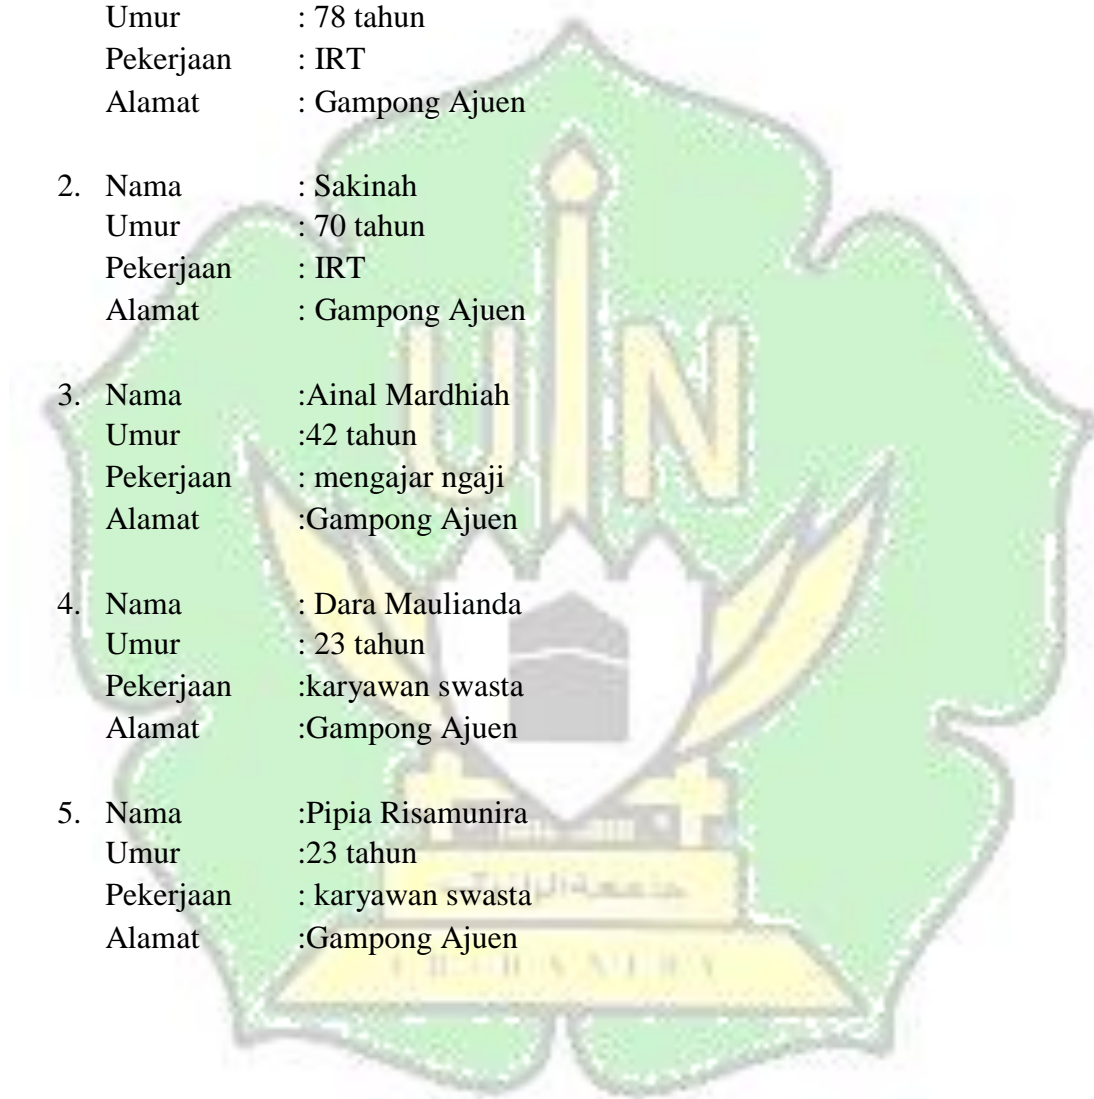 Umur : 78 tahun
Pekerjaan : IRT
Alamat : Gampong Ajuen
2. Nama : Sakinah
Umur : 70 tahun
Pekerjaan : IRT
Alamat : Gampong Ajuen
3. Nama :Ainal Mardhiah
Umur :42 tahun
Pekerjaan : mengajar ngaji
Alamat :Gampong Ajuen
4. Nama : Dara Maulianda
Umur : 23 tahun
Pekerjaan :karyawan swasta
Alamat :Gampong Ajuen
5. Nama :Pipia Risamunira
Umur :23 tahun
Pekerjaan : karyawan swasta
Alamat :Gampong Ajuen
UIN